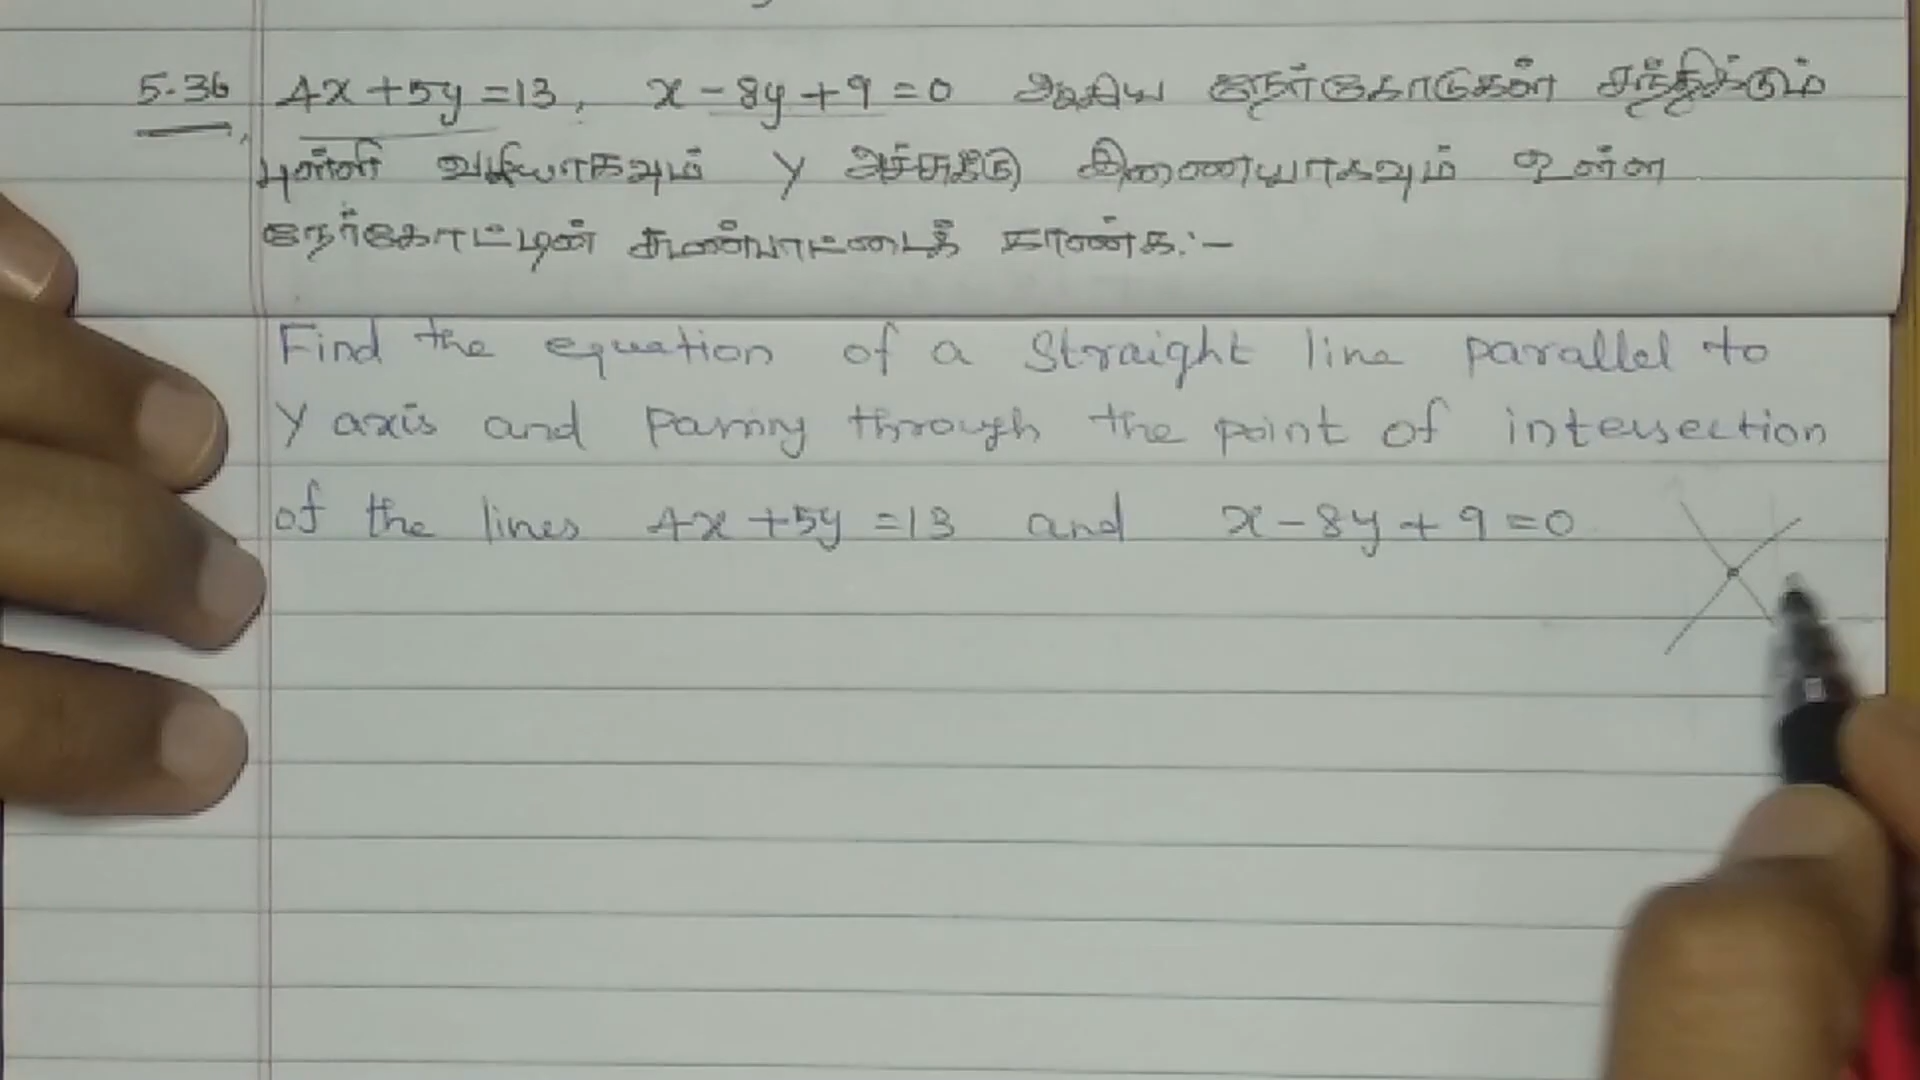 5.36 4x+5y=13, x-8y+9=0 ஆகிய நேர்கோடுகள் சந்திக்கும்
புள்ளி வழியாகவும் Y அச்சுக்கு இணையாகவும் உள்ள
நேர்கோட்டின் சமன்பாட்டைக் காண்க:-
Find the equation of a Straight line parallel to
Y axis and Passing through the point of intersection
of the lines 4x+5y=13 and x-8y+9=0